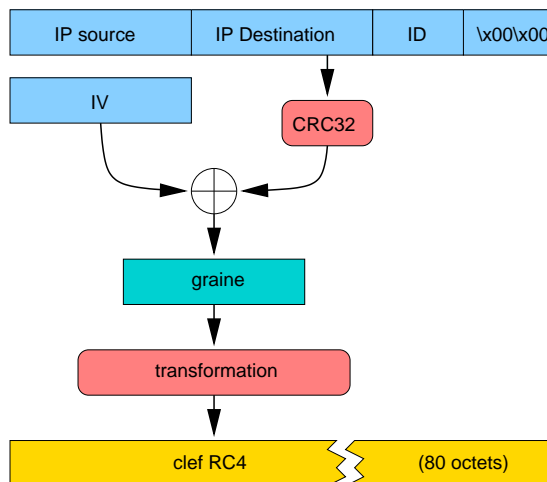 IP source IP Destination ID \x00\x00
IV
CRC32
graine
transformation
clef RC4 (80 octets)